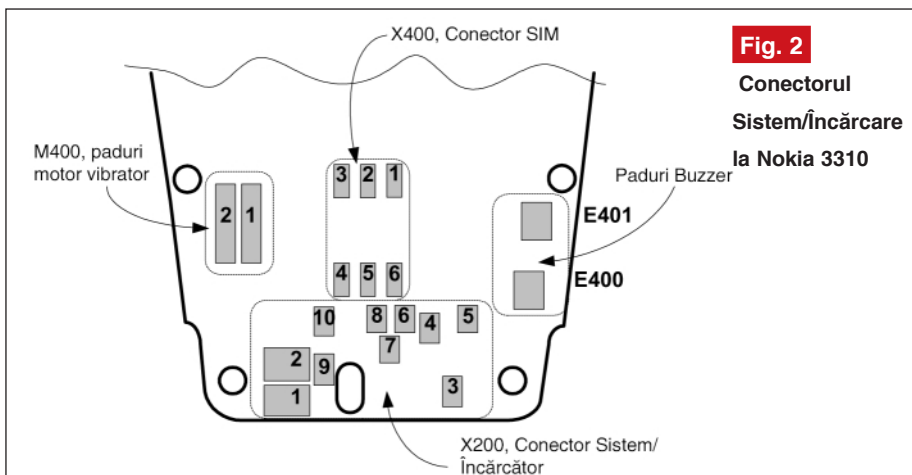 X400, Conector SIM
Fig. 2
Conectorul
Sistem/Încărcare
la Nokia 3310
M400, paduri
motor vibrator
Paduri Buzzer
3 2 1
2 1
E401
E400
4 5 6
10 8 6 4 5
7
2 9
3
1
X200, Conector Sistem/
Încărcător